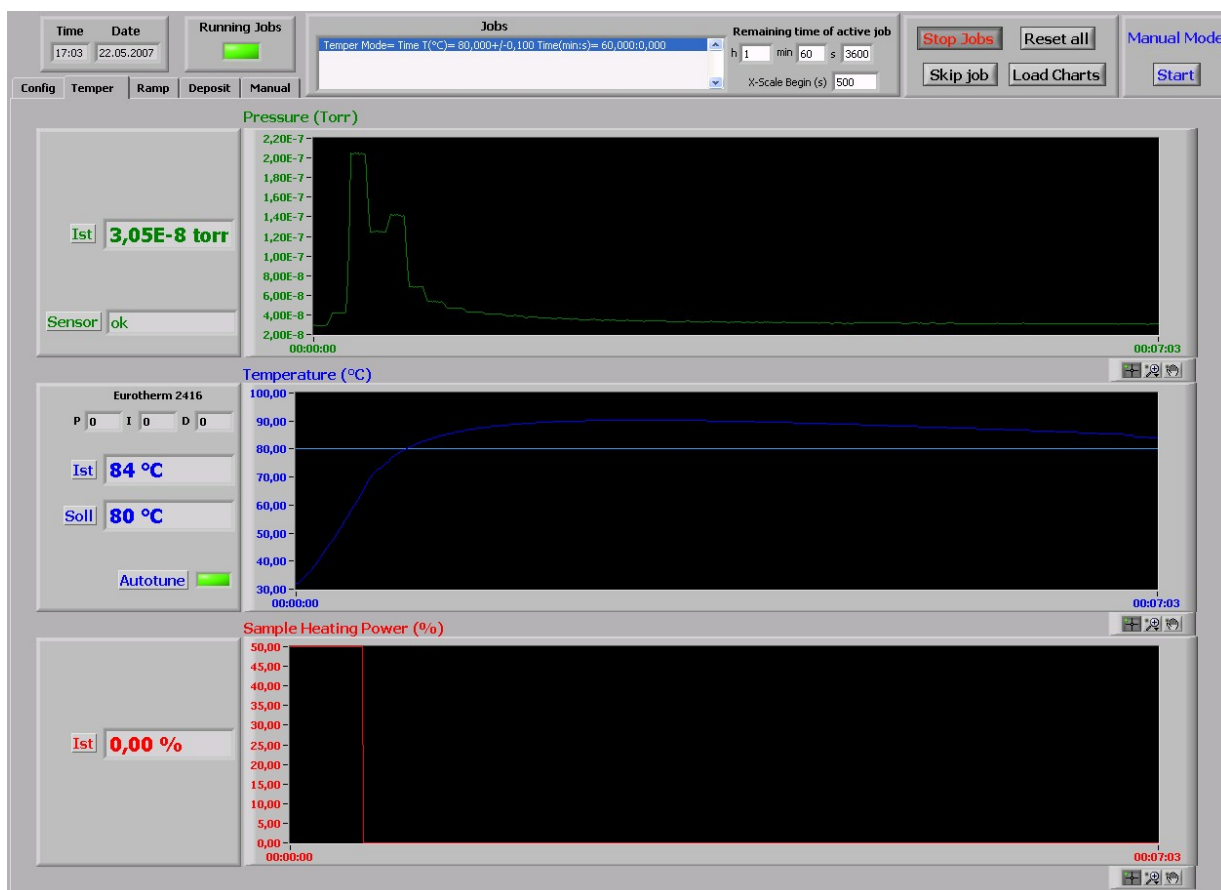 Time Date
17:03 22.05.2007
Running Jobs
Jobs
Temper Mode= Time T(°C)= 80,000+/-0,100 Time(min:s)= 60,000:0,000
Remaining time of active job
h 1 min 60 s 3600
X-Scale Begin (s) 500
Stop Jobs Reset all
Skip job Load Charts
Manual Mode
Start
Config Temper Ramp Deposit Manual
Pressure (Torr)
2,20E-7
2,00E-7
1,80E-7
1,60E-7
1,40E-7
1,20E-7
1,00E-7
8,00E-8
6,00E-8
4,00E-8
2,00E-8
00:00:00 00:07:03
Ist 3,05E-8 torr
Sensor ok
Temperature (°C)
Eurotherm 2416
P 0 I 0 D 0
Ist 84 °C
Soll 80 °C
Autotune
100,00
90,00
80,00
70,00
60,00
50,00
40,00
30,00
00:00:00 00:07:03
Sample Heating Power (%)
50,00
45,00
40,00
35,00
30,00
25,00
20,00
15,00
10,00
5,00
0,00
00:00:00 00:07:03
Ist 0,00 %